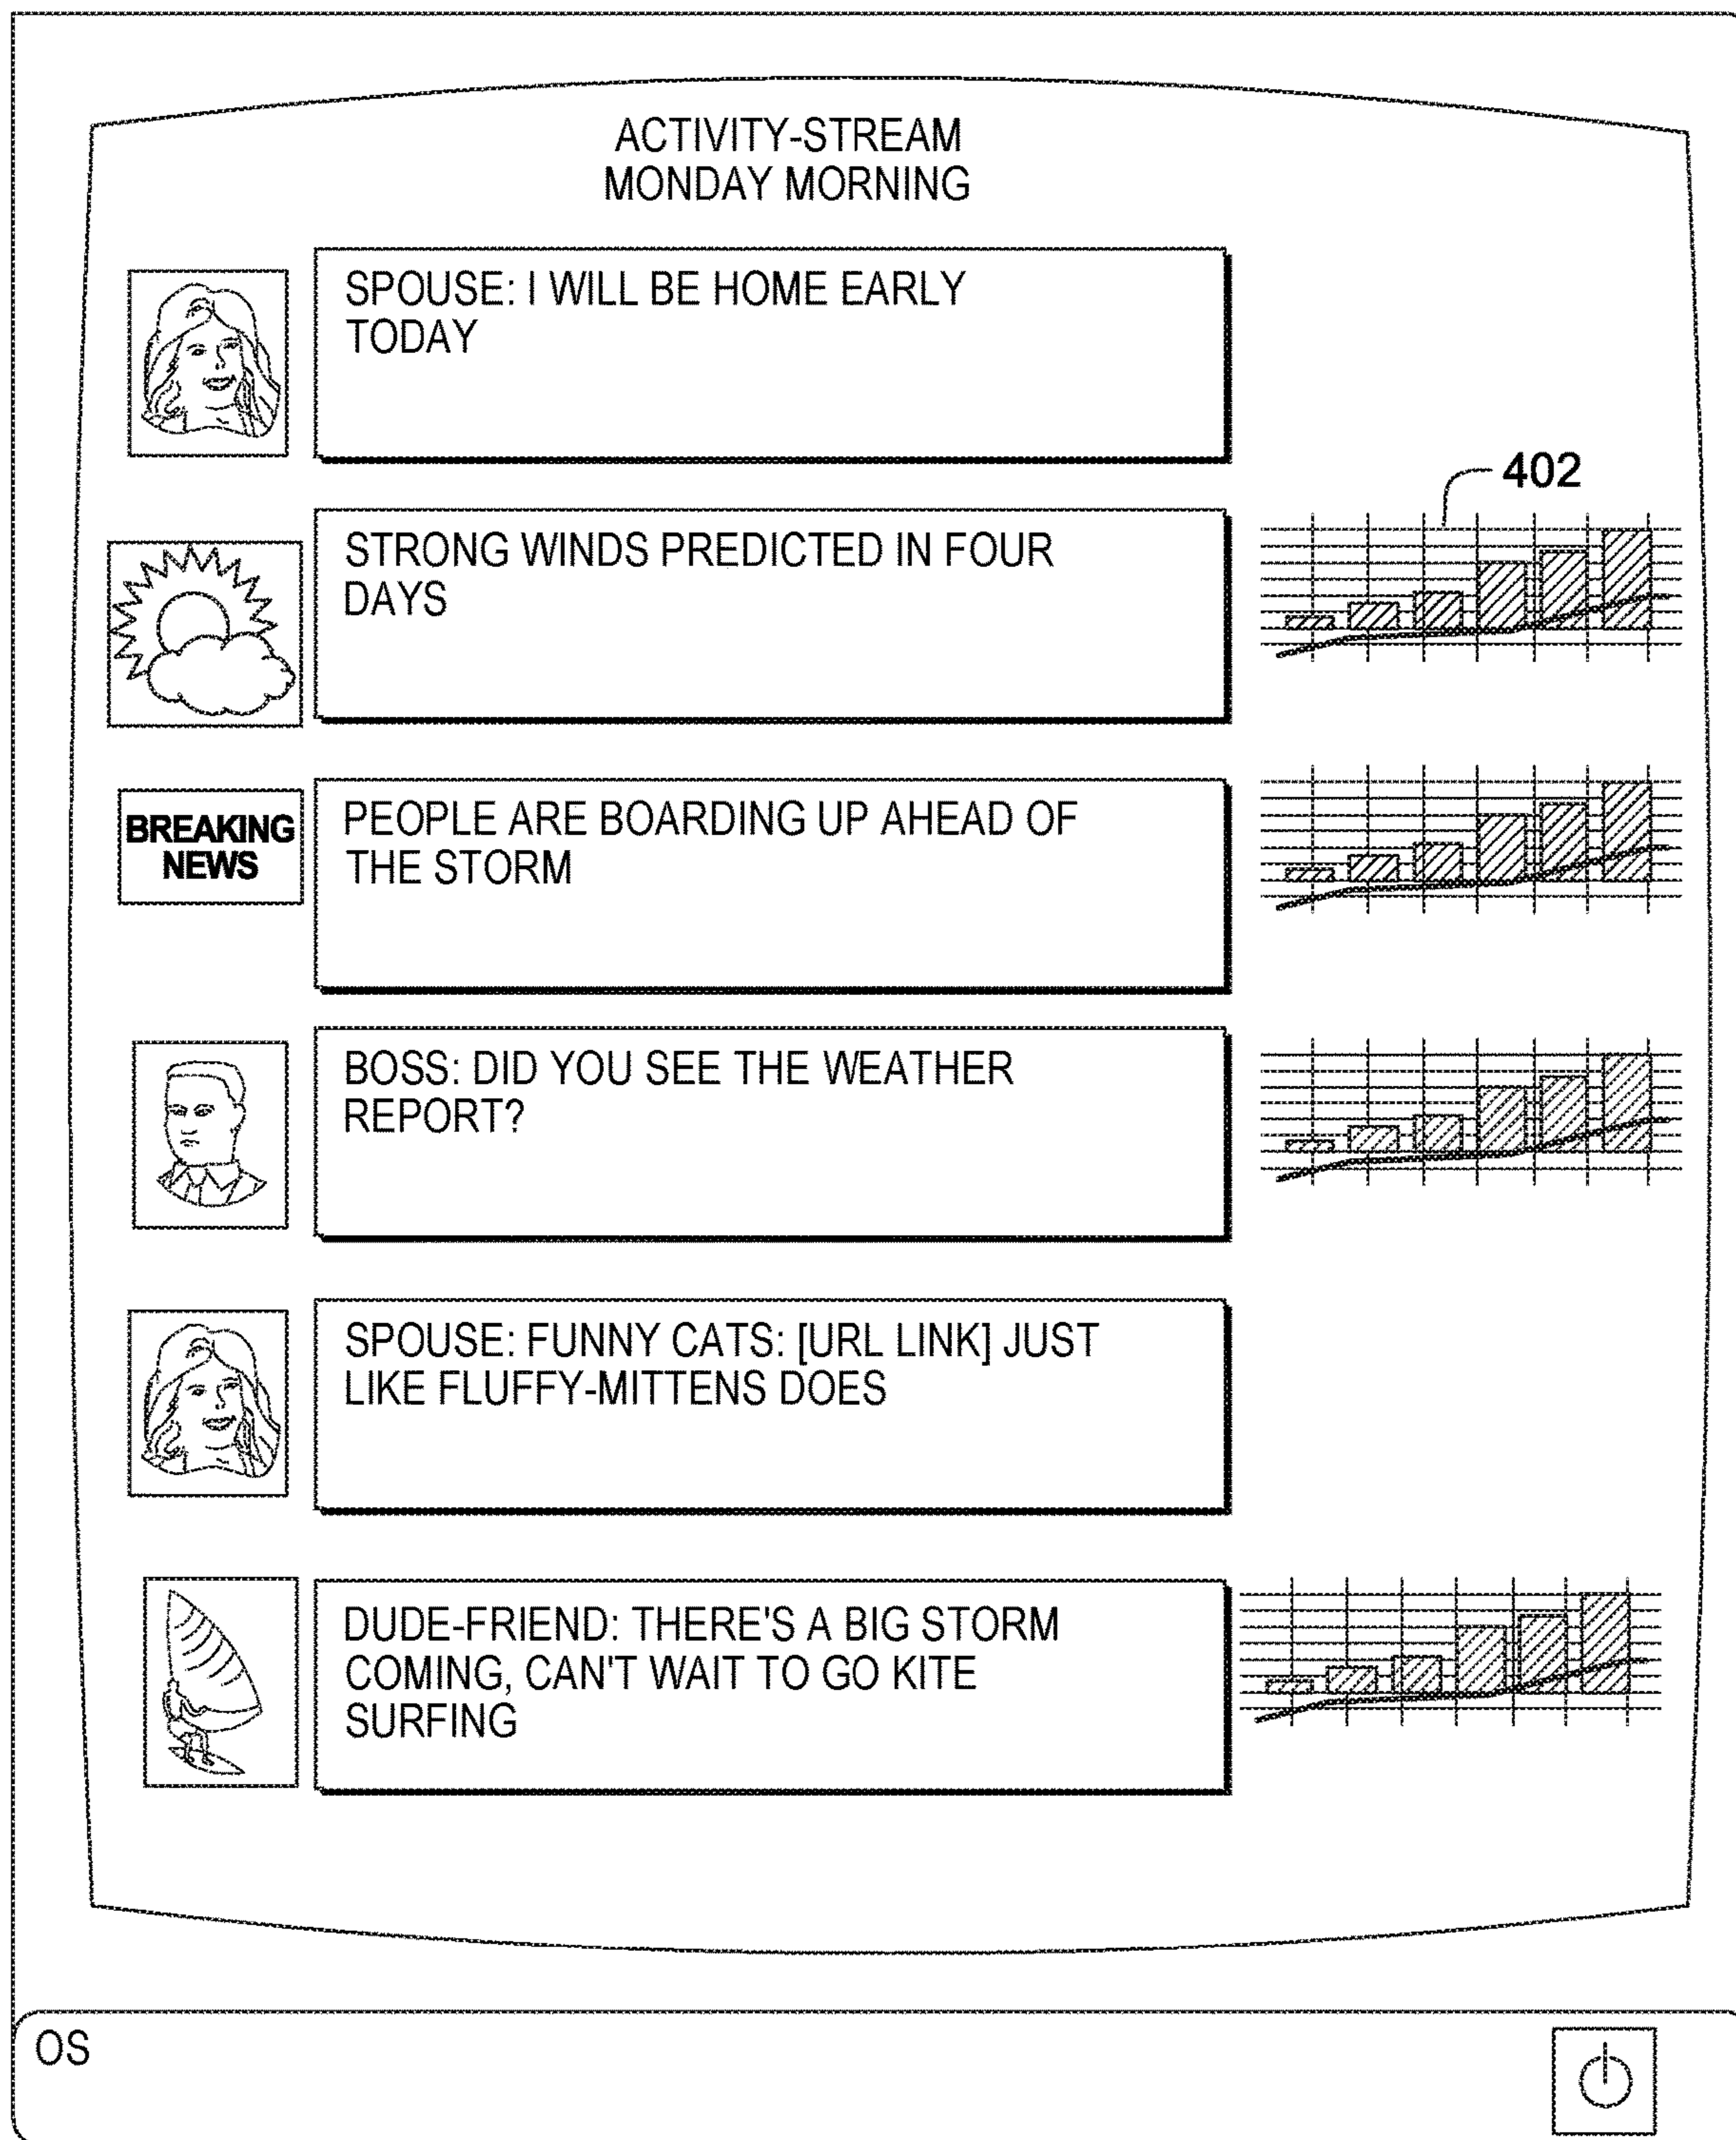 ACTIVITY-STREAM
MONDAY MORNING
SPOUSE: I WILL BE HOME EARLY
TODAY
402
STRONG WINDS PREDICTED IN FOUR
DAYS
BREAKING
NEWS
PEOPLE ARE BOARDING UP AHEAD OF
THE STORM
BOSS: DID YOU SEE THE WEATHER
REPORT?
SPOUSE: FUNNY CATS: [URL LINK] JUST
LIKE FLUFFY-MITTENS DOES
DUDE-FRIEND: THERE'S A BIG STORM
COMING, CAN'T WAIT TO GO KITE
SURFING
OS